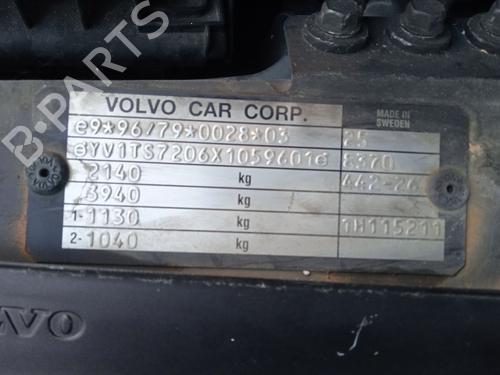 B-PARTS
VOLVO CAR CORP.
MADE IN
SWEDEN
e9*96/79*0028*03 25
YV1TS7206X1059601 8370
2140 kg 442-26
3940 kg
1-1130 kg 1H115211
2-1040 kg